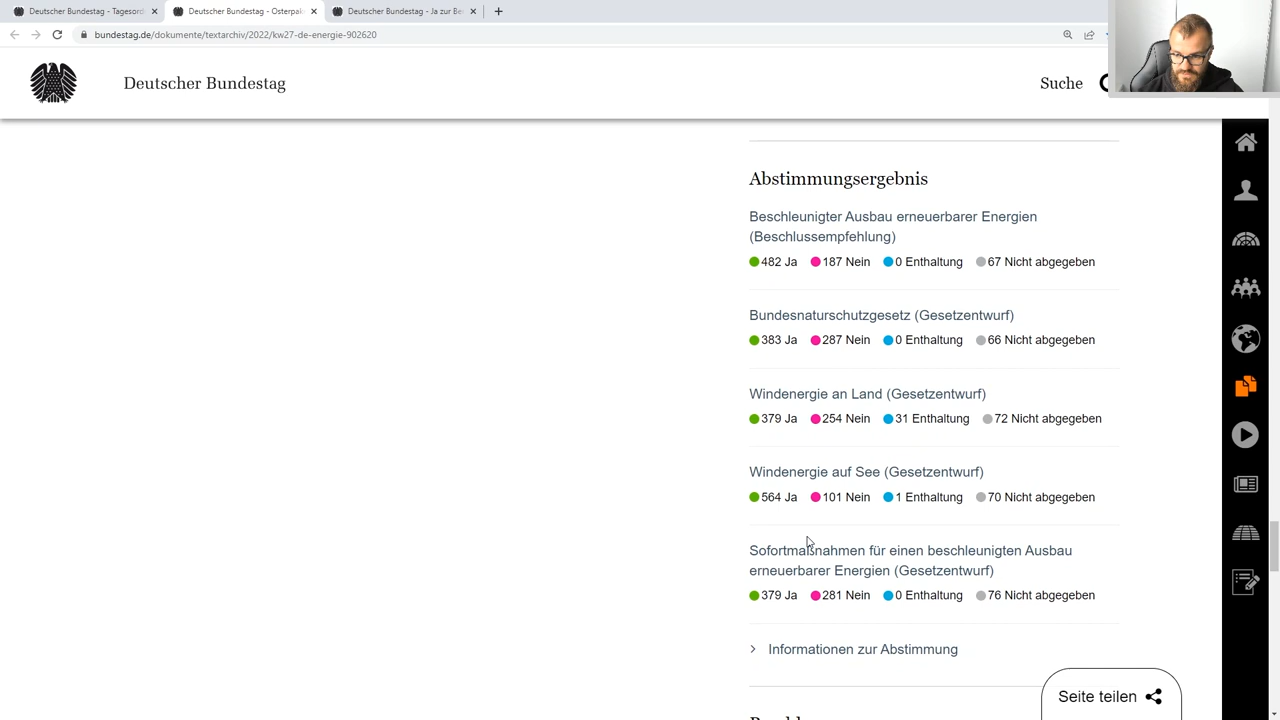 Deutscher Bundestag - Tagesord
Deutscher Bundestag - Osterpak
Deutscher Bundestag - Ja zur Be
bundestag.de/dokumente/textarchiv/2022/kw27-de-energie-902620
Deutscher Bundestag
Suche
Abstimmungsergebnis
Beschleunigter Ausbau erneuerbarer Energien
(Beschlussempfehlung)
482 Ja 187 Nein 0 Enthaltung 67 Nicht abgegeben
Bundesnaturschutzgesetz (Gesetzentwurf)
383 Ja 287 Nein 0 Enthaltung 66 Nicht abgegeben
Windenergie an Land (Gesetzentwurf)
379 Ja 254 Nein 31 Enthaltung 72 Nicht abgegeben
Windenergie auf See (Gesetzentwurf)
564 Ja 101 Nein 1 Enthaltung 70 Nicht abgegeben
Sofortmaßnahmen für einen beschleunigten Ausbau
erneuerbarer Energien (Gesetzentwurf)
379 Ja 281 Nein 0 Enthaltung 76 Nicht abgegeben
Informationen zur Abstimmung
Seite teilen